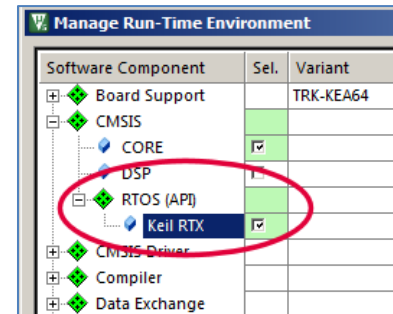 Manage Run-Time Environment
Software Component Sel. Variant
Board Support TRK-KEA64
CMSIS
CORE
DSP
RTOS (API)
Keil RTX
CMSIS Driver
Compiler
Data Exchange